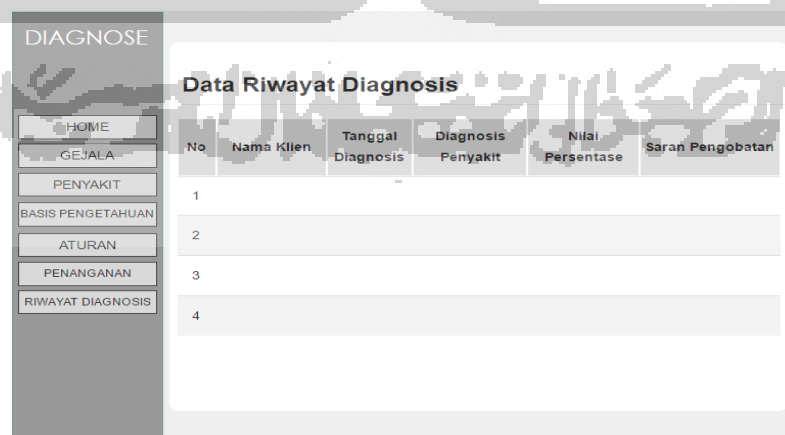 DIAGNOSE
HOME
GEJALA
PENYAKIT
BASIS PENGETAHUAN
ATURAN
PENANGANAN
RIWAYAT DIAGNOSIS
Data Riwayat Diagnosis
No Nama Klien Tanggal Diagnosis Diagnosis Penyakit Nilai Persentase Saran Pengobatan
1
2
3
4